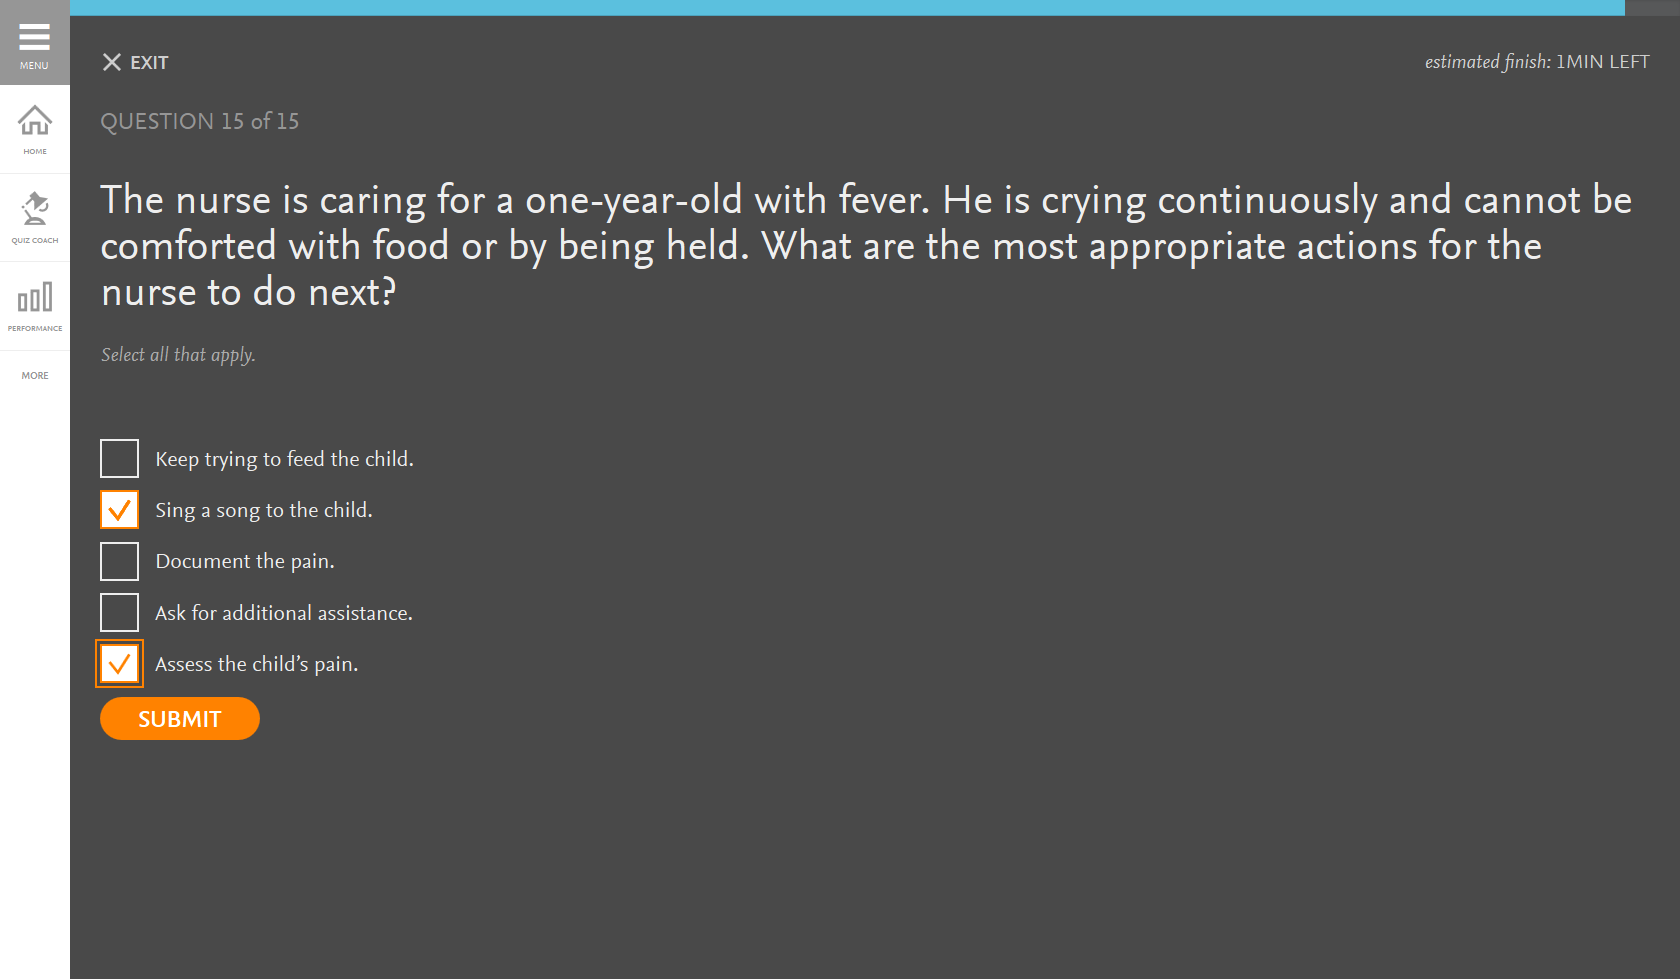 MENU
HOME
QUIZ COACH
PERFORMANCE
MORE
EXIT
estimated finish: 1MIN LEFT
QUESTION 15 of 15
The nurse is caring for a one-year-old with fever. He is crying continuously and cannot be
comforted with food or by being held. What are the most appropriate actions for the
nurse to do next?
Select all that apply.
Keep trying to feed the child.
Sing a song to the child.
Document the pain.
Ask for additional assistance.
Assess the child’s pain.
SUBMIT